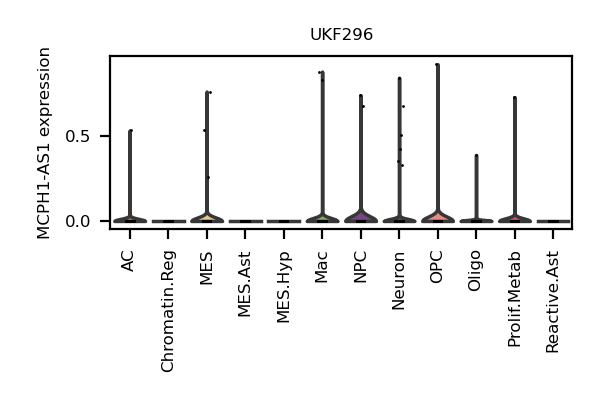 UKF296
MCPH1-AS1 expression
0.5
0.0
AC
Chromatin.Reg
MES
MES.Ast
MES.Hyp
Mac
NPC
Neuron
OPC
Oligo
Prolif.Metab
Reactive.Ast